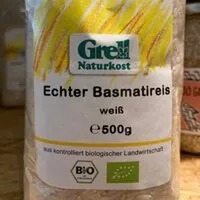 Grell
Naturkost
Echter Basmatireis
weiß
℮500g
aus kontrolliert biologischer Landwirtschaft
BIO